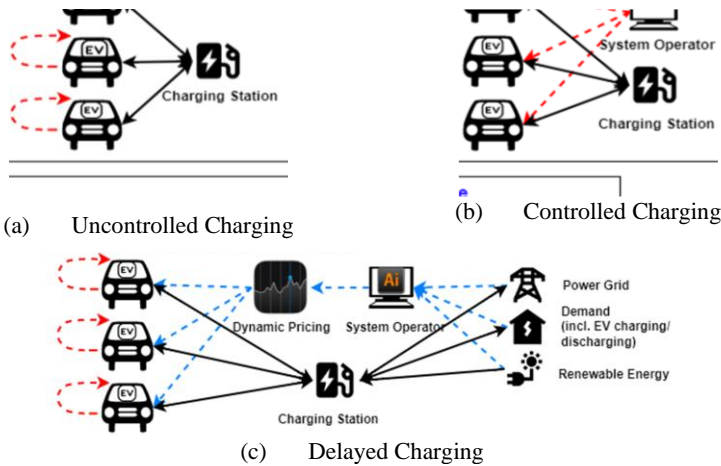 EV
EV
Charging Station
System Operator
EV
EV
Charging Station
e
(a) Uncontrolled Charging
(b) Controlled Charging
EV
EV
EV
Dynamic Pricing
Ai
System Operator
Power Grid
Demand
(incl. EV charging/
discharging)
Renewable Energy
Charging Station
(c) Delayed Charging